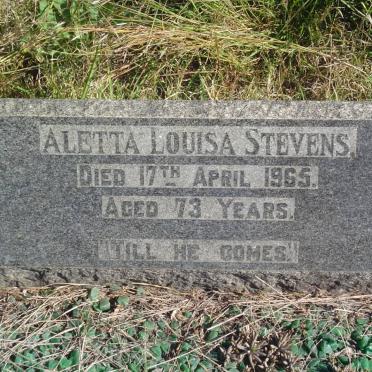 ALETTA LOUISA STEVENS.
DIED 17TH APRIL 1965.
AGED 73 YEARS.
"TILL HE COMES"